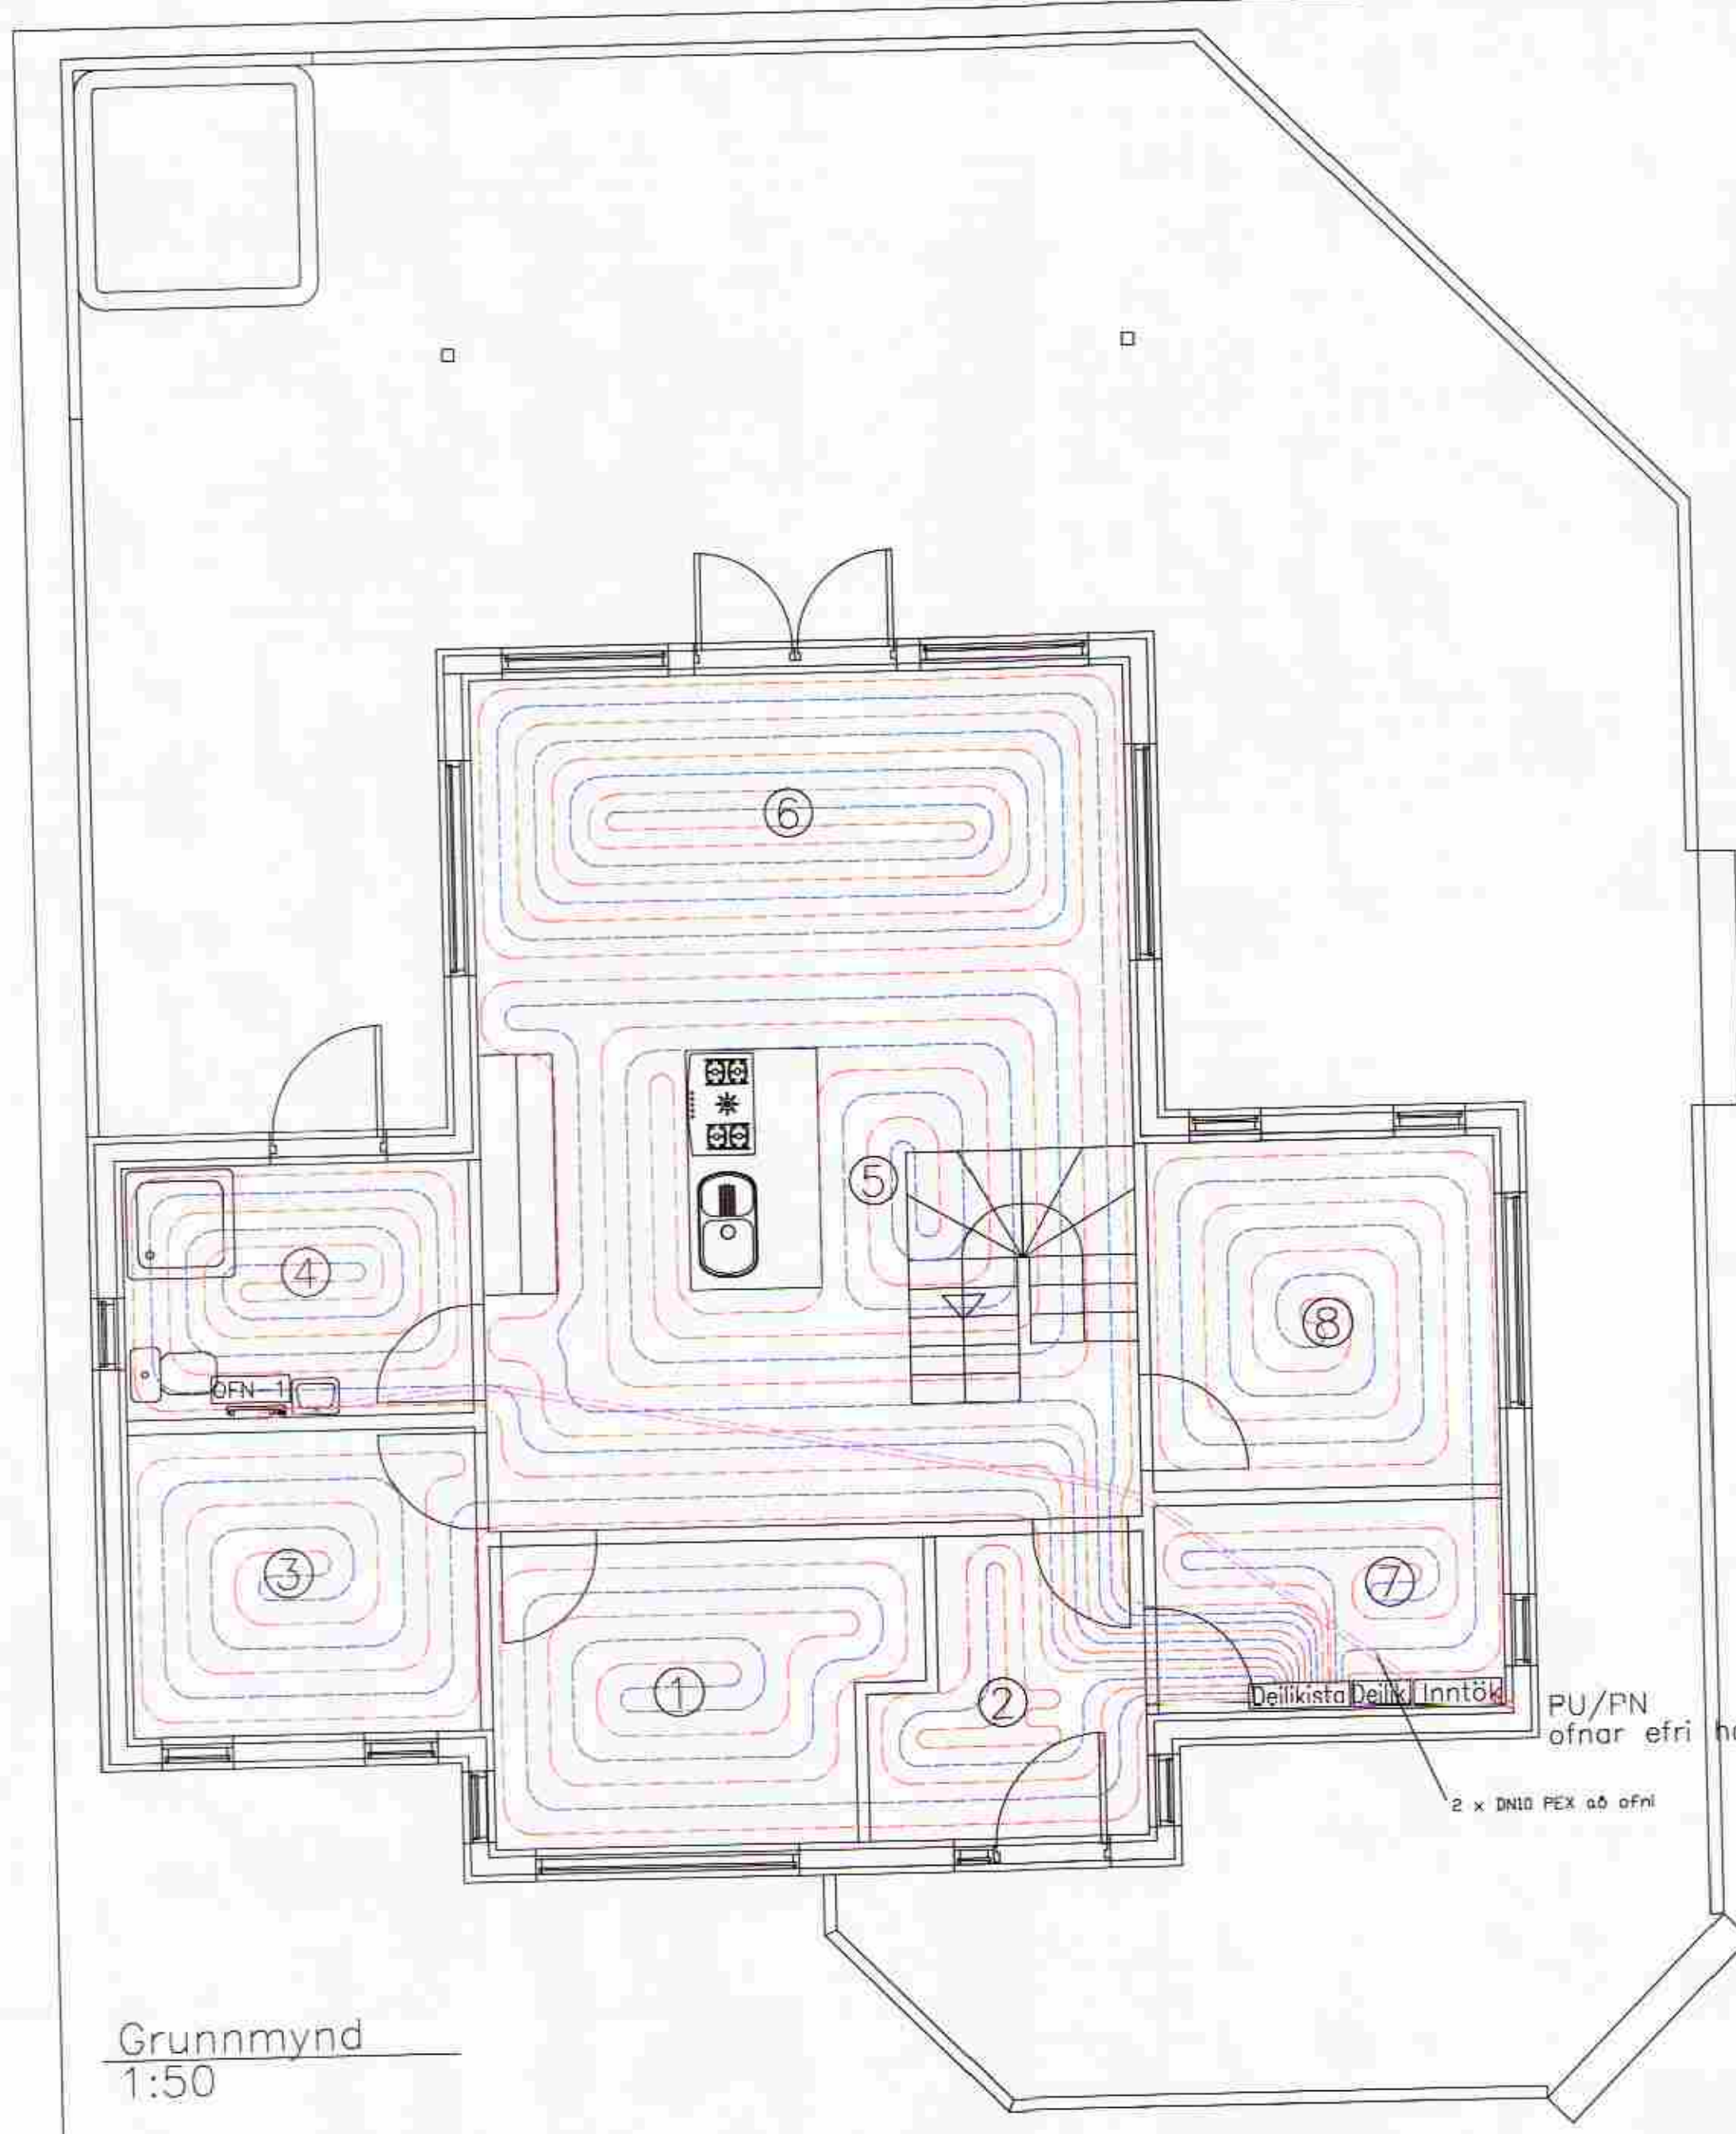 6
5
4
8
OFN-1
3
7
1
2
Deilikista Deilik Inntök
PU/PN
ofnar efri
2 x DN10 PEX að ofni
Grunnmynd
1:50